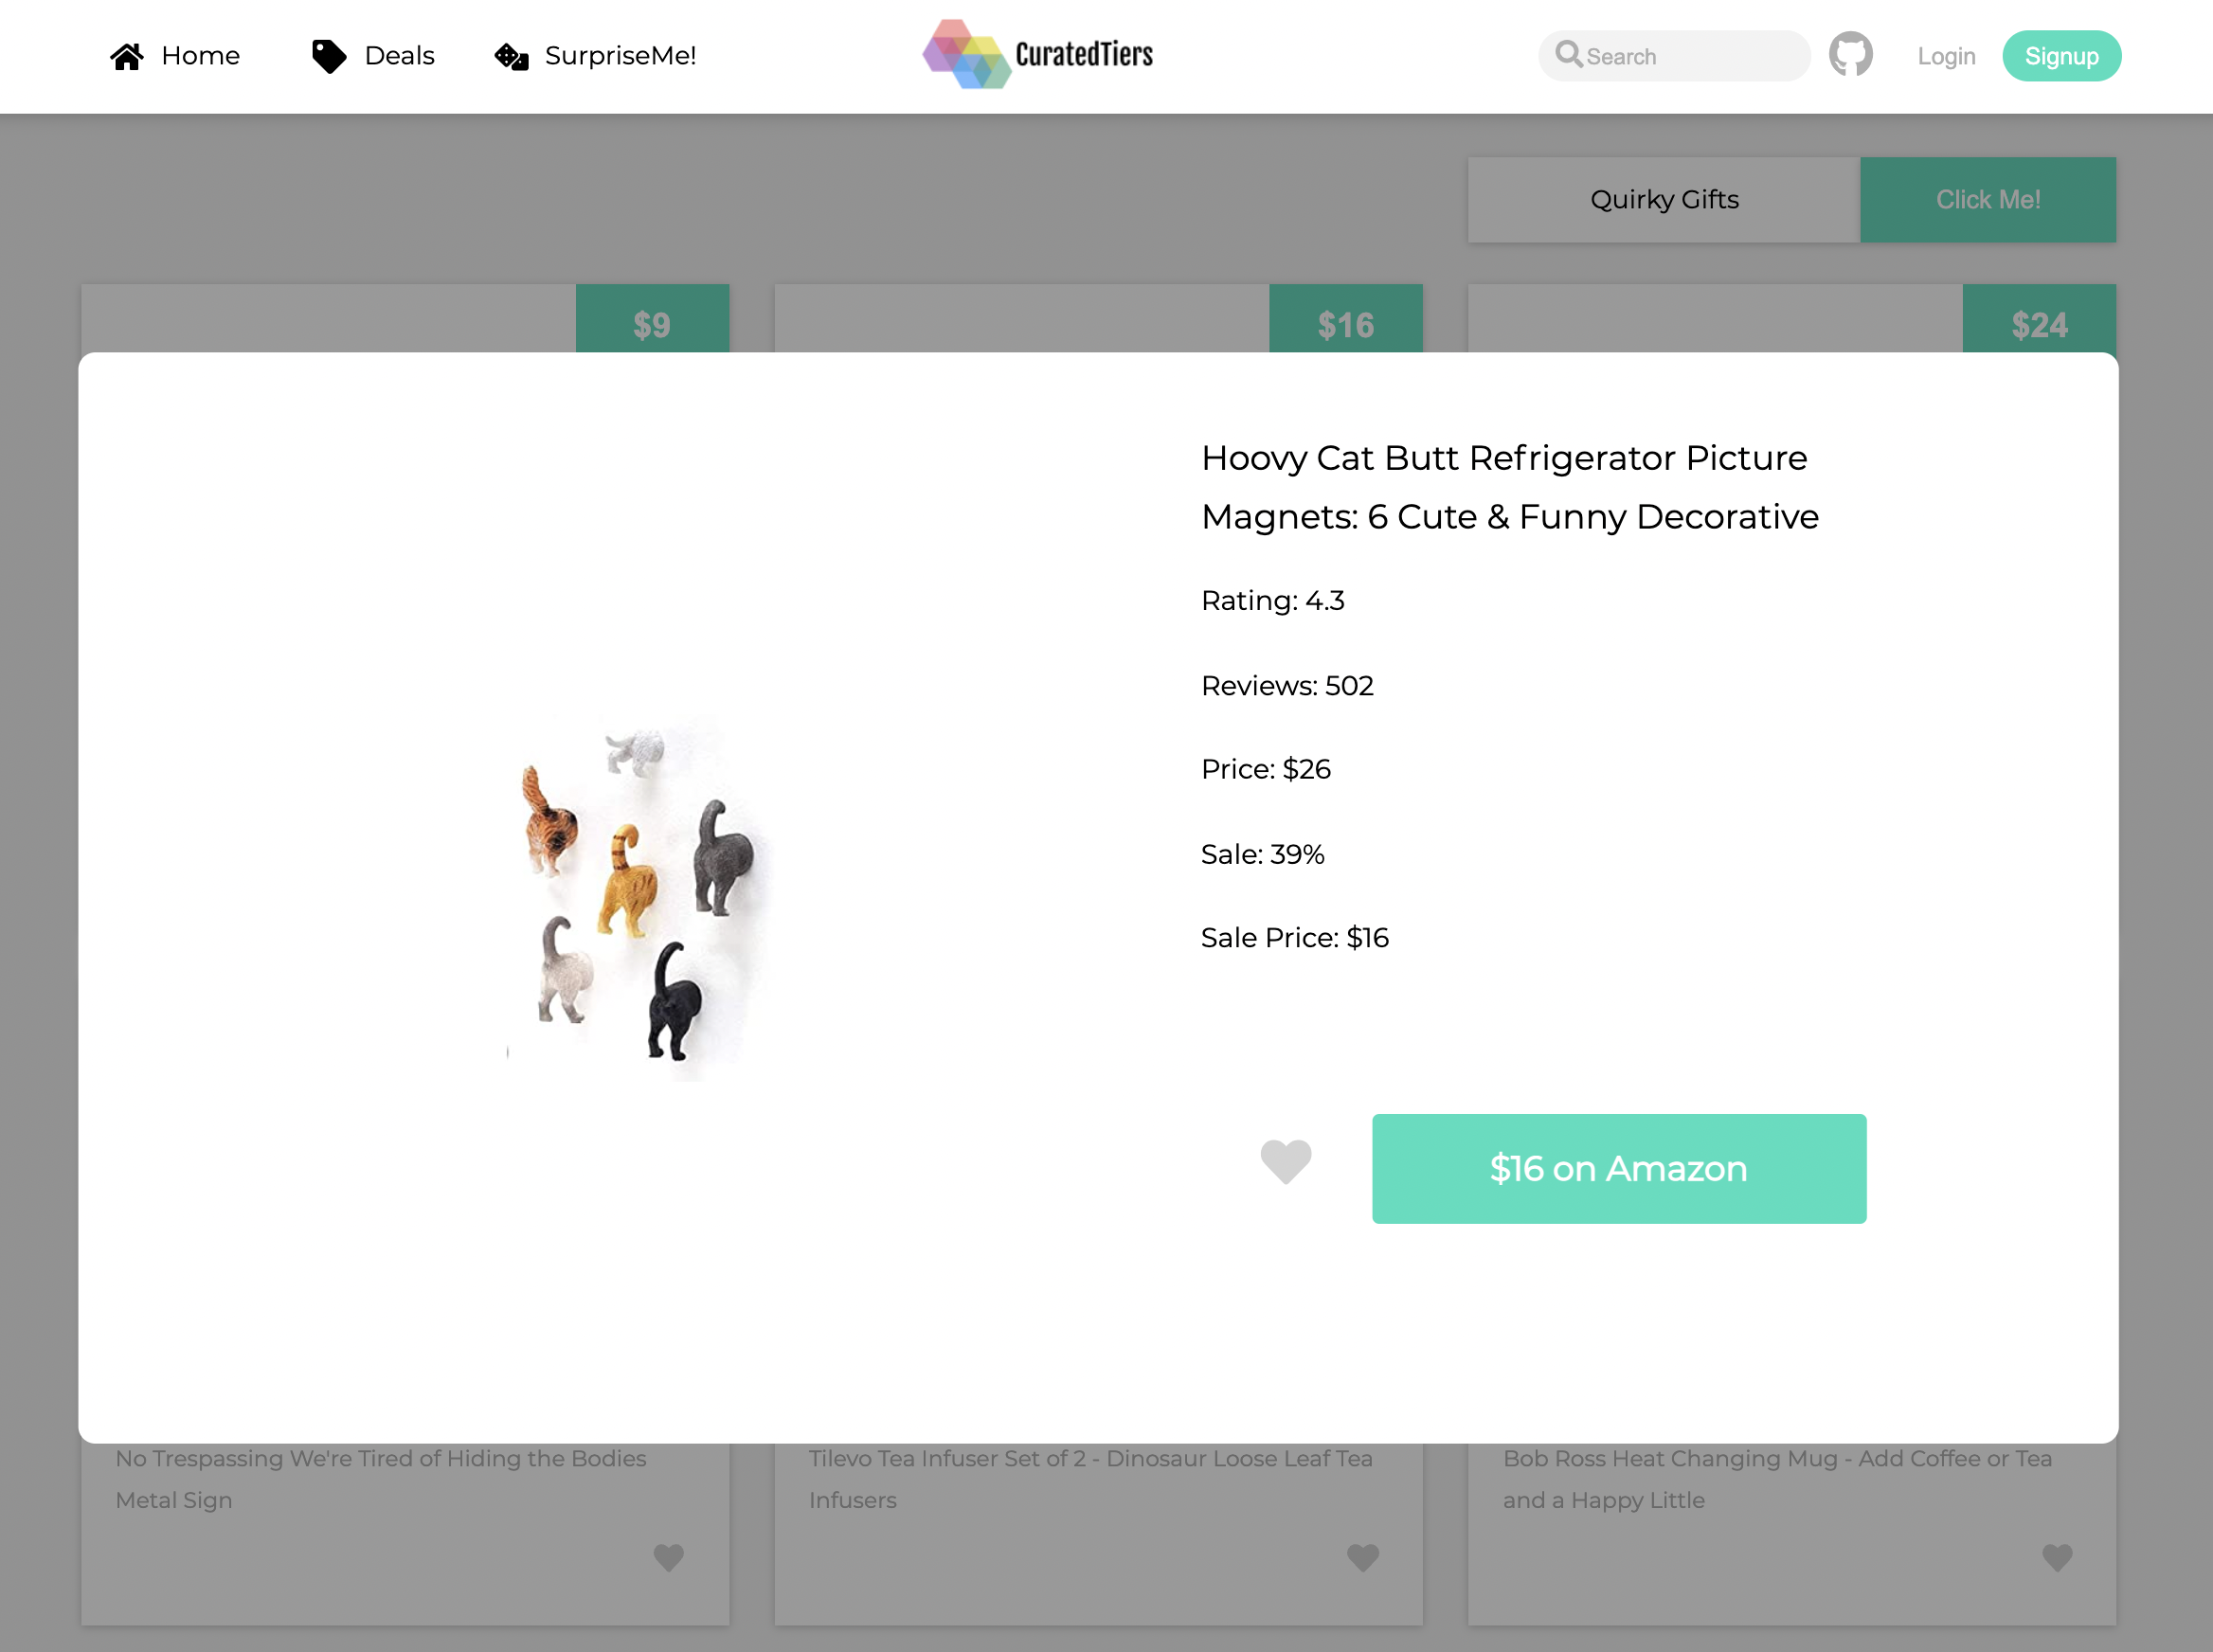 Home
Deals
SurpriseMe!
CuratedTiers
Search
Login
Signup
Quirky Gifts
Click Me!
$9
$16
$24
Hoovy Cat Butt Refrigerator Picture
Magnets: 6 Cute & Funny Decorative
Rating: 4.3
Reviews: 502
Price: $26
Sale: 39%
Sale Price: $16
$16 on Amazon
No Trespassing We're Tired of Hiding the Bodies
Metal Sign
Tilevo Tea Infuser Set of 2 - Dinosaur Loose Leaf Tea
Infusers
Bob Ross Heat Changing Mug - Add Coffee or Tea
and a Happy Little